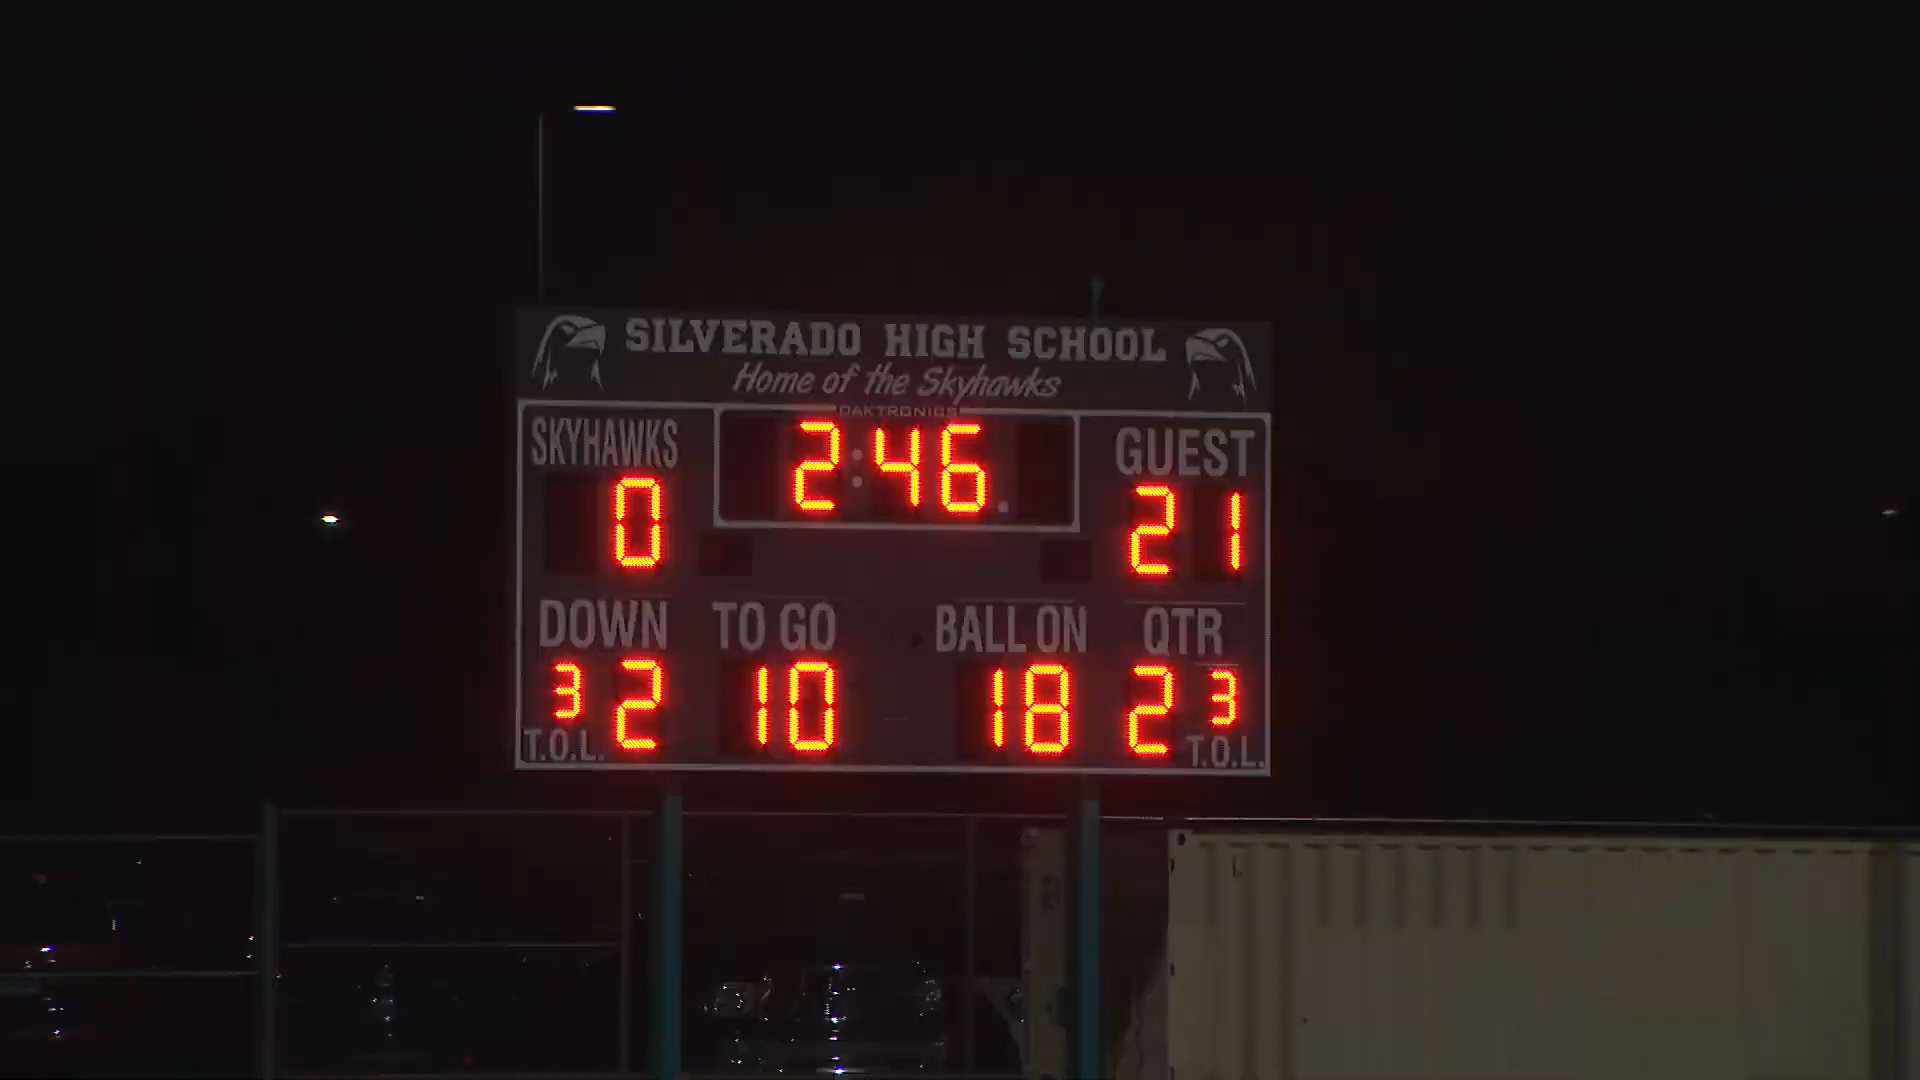 SILVERADO HIGH SCHOOL
Home of the Skyhawks
DAKTRONICS
SKYHAWKS 2:46 GUEST
0 21
DOWN TO GO BALL ON QTR
3 2 10 18 2 3
T.O.L. T.O.L.